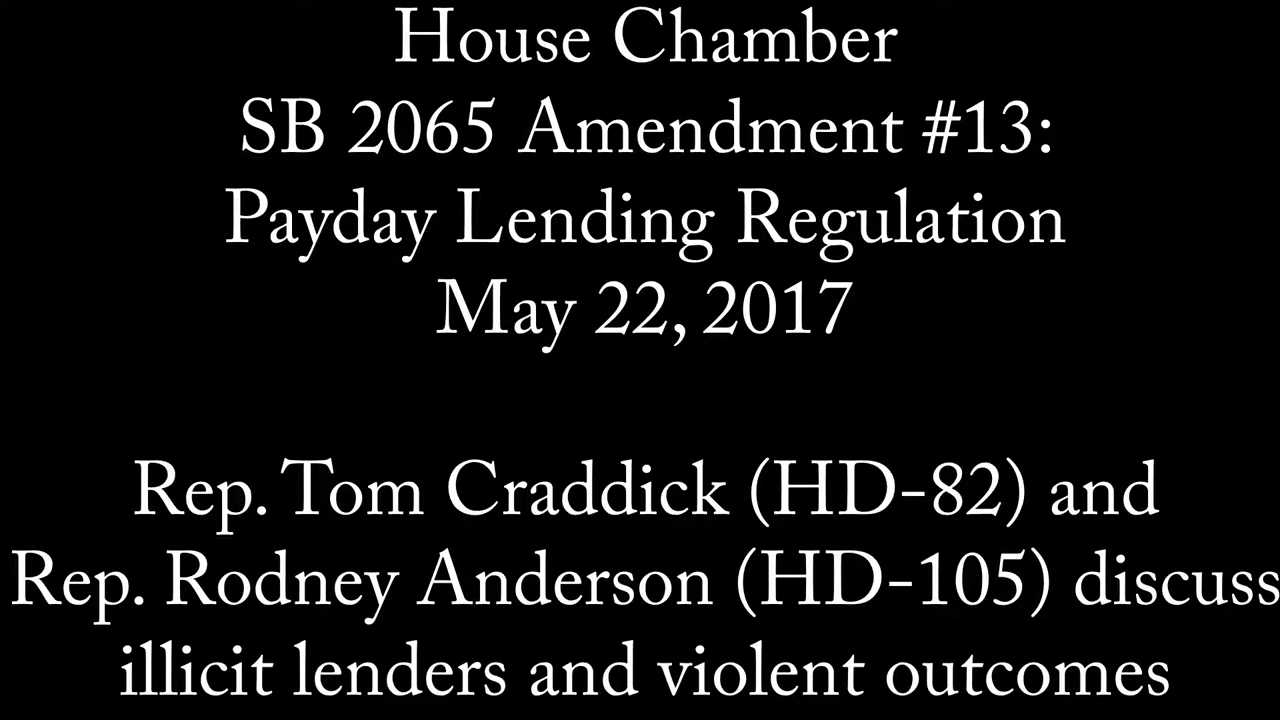 House Chamber
SB 2065 Amendment #13:
Payday Lending Regulation
May 22, 2017
Rep. Tom Craddick (HD-82) and
Rep. Rodney Anderson (HD-105) discuss
illicit lenders and violent outcomes